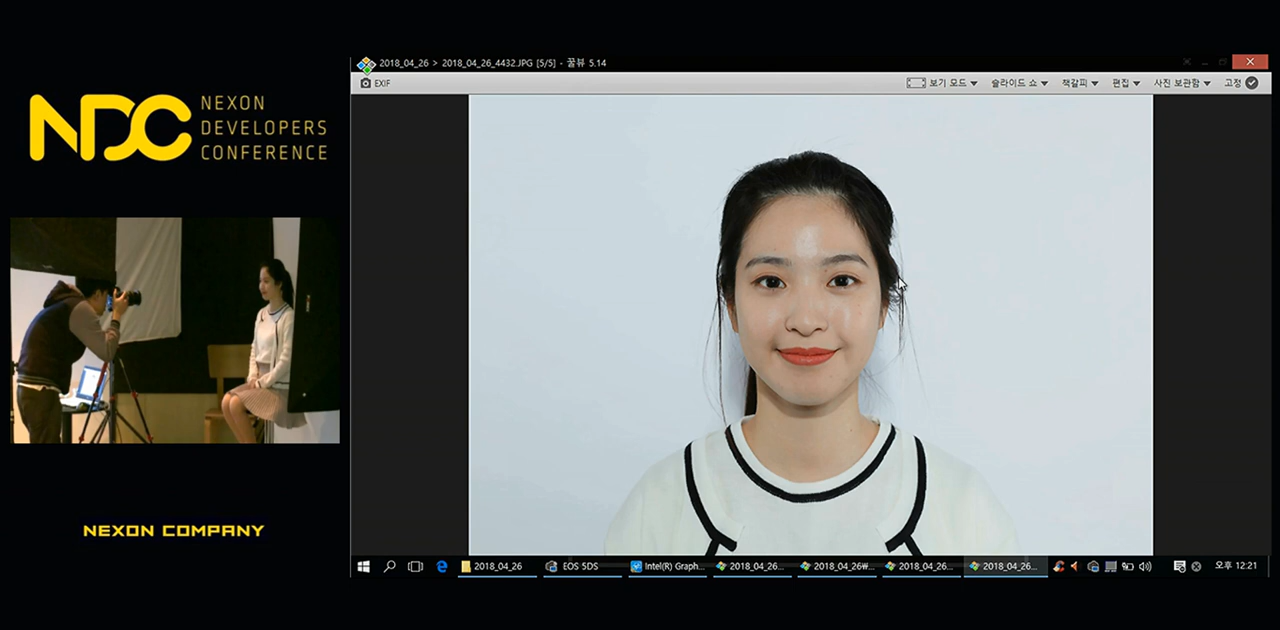 NDC
NEXON
DEVELOPERS
CONFERENCE
NEXON COMPANY
2018_04_26 > 2018_04_26_4432.JPG [5/5] - 꿀뷰 5.14
EXIF 보기 모드 슬라이드 쇼 책갈피 편집 사진 보관함 고정
2018_04_26 EOS 5DS Intel(R) Graph... 2018_04_26... 2018_04_26₩... 2018_04_26... 2018_04_26... 오후 12:21